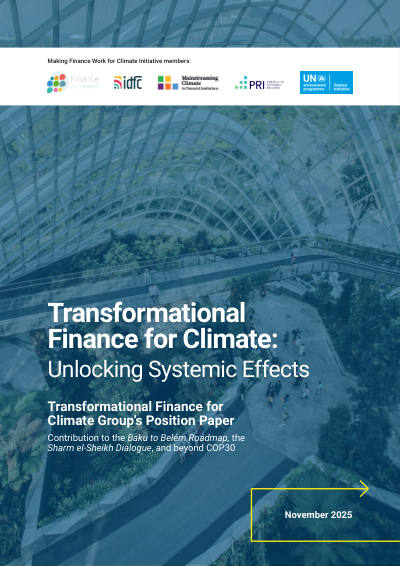 Making Finance Work for Climate Initiative members:
Finance
in Common
idfc
Mainstreaming
Climate
in Financial Institutions
PRI
UN
environment
programme
finance
initiative
Transformational
Finance for Climate:
Unlocking Systemic Effects
Transformational Finance for
Climate Group's Position Paper
Contribution to the Baku to Belém Roadmap, the
Sharm el-Sheikh Dialogue, and beyond COP30
November 2025